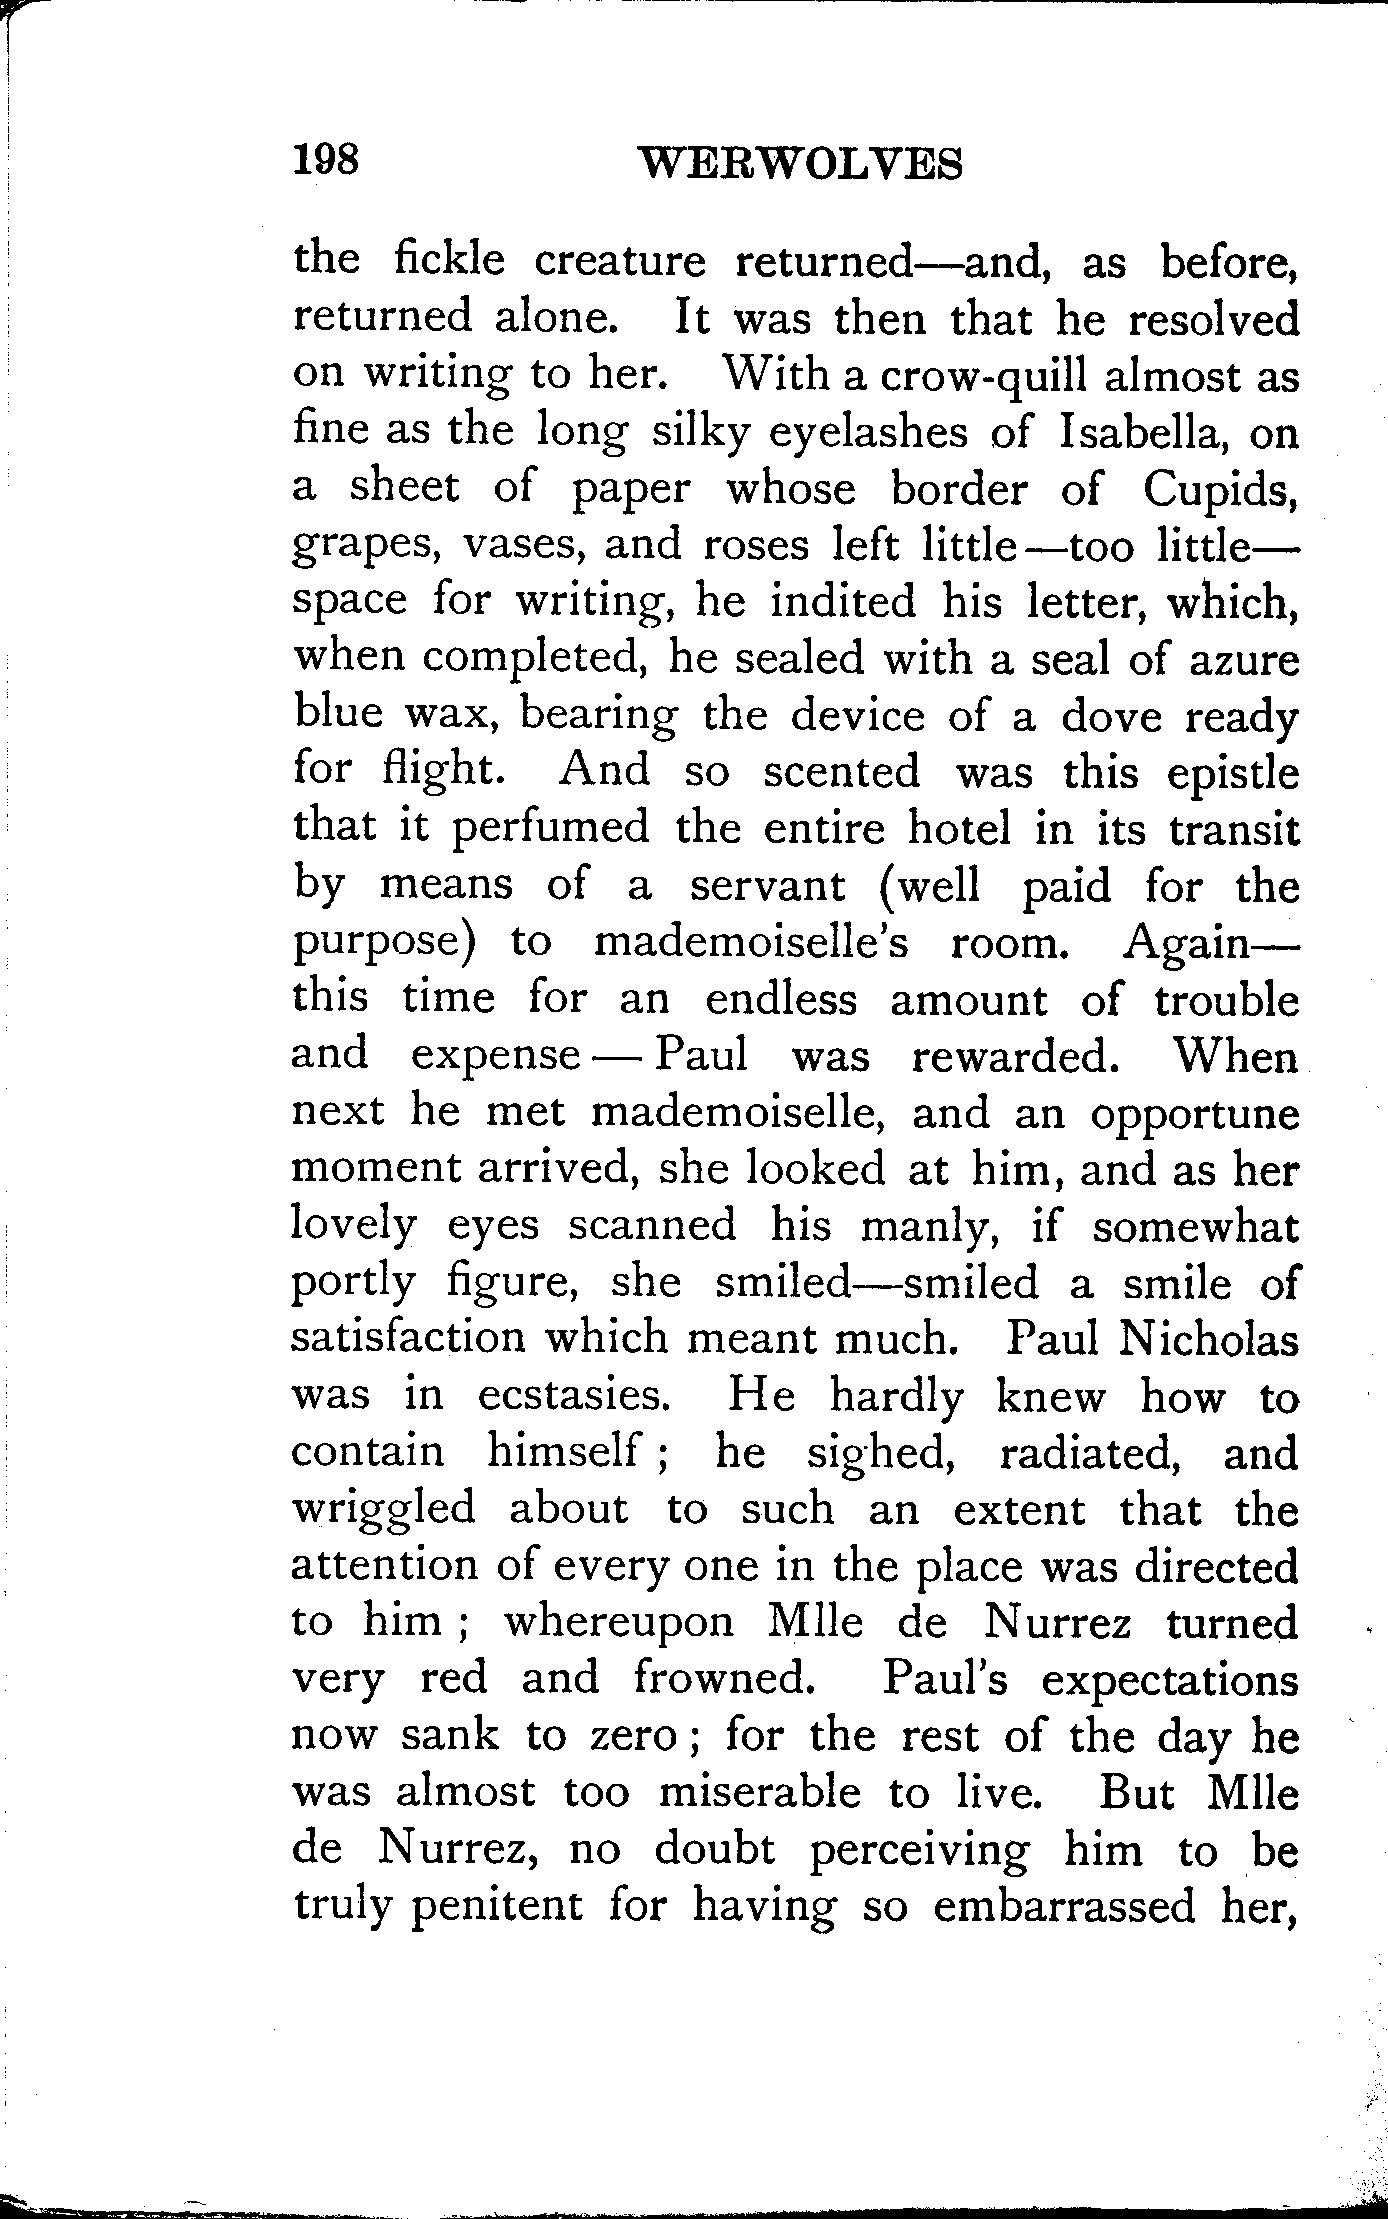 198 WERWOLVES
the fickle creature returned—and, as before,
returned alone. It was then that he resolved
on writing to her. With a crow-quill almost as
fine as the long silky eyelashes of Isabella, on
a sheet of paper whose border of Cupids,
grapes, vases, and roses left little—too little—
space for writing, he indited his letter, which,
when completed, he sealed with a seal of azure
blue wax, bearing the device of a dove ready
for flight. And so scented was this epistle
that it perfumed the entire hotel in its transit
by means of a servant (well paid for the
purpose) to mademoiselle's room. Again—
this time for an endless amount of trouble
and expense — Paul was rewarded. When
next he met mademoiselle, and an opportune
moment arrived, she looked at him, and as her
lovely eyes scanned his manly, if somewhat
portly figure, she smiled—smiled a smile of
satisfaction which meant much. Paul Nicholas
was in ecstasies. He hardly knew how to
contain himself ; he sighed, radiated, and
wriggled about to such an extent that the
attention of every one in the place was directed
to him ; whereupon Mlle de Nurrez turned
very red and frowned. Paul's expectations
now sank to zero ; for the rest of the day he
was almost too miserable to live. But Mlle
de Nurrez, no doubt perceiving him to be
truly penitent for having so embarrassed her,